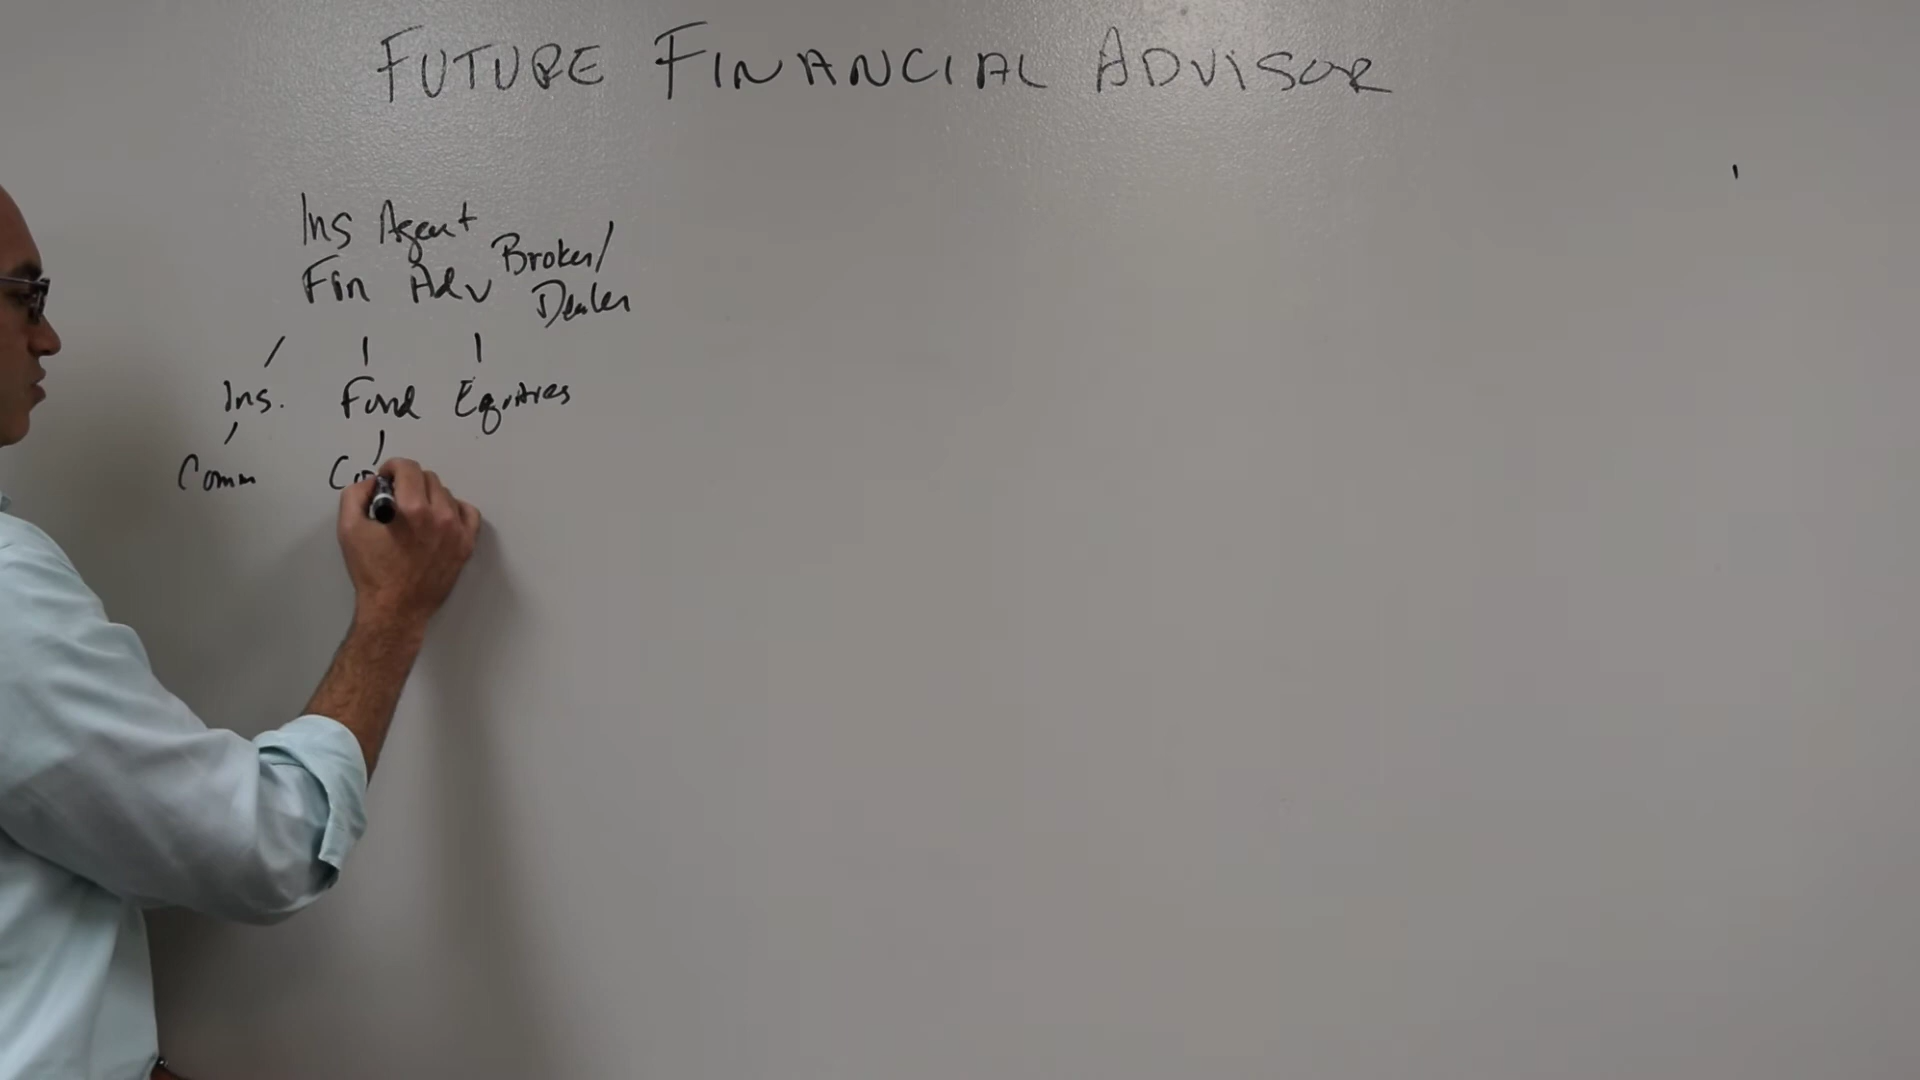 FUTURE FINANCIAL ADVISOR
Ins Agent
Fin Adv Broker/
Dealer
Ins. Fund Equities
Comm Co